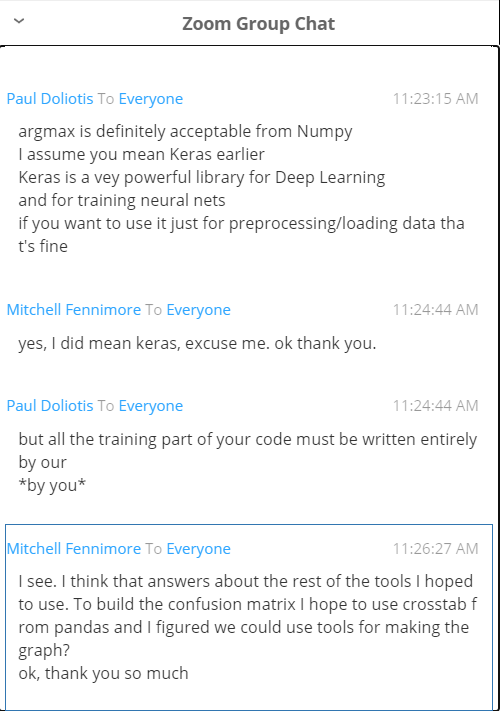 Zoom Group Chat
Paul Doliotis To Everyone 11:23:15 AM
argmax is definitely acceptable from Numpy
I assume you mean Keras earlier
Keras is a vey powerful library for Deep Learning
and for training neural nets
if you want to use it just for preprocessing/loading data tha
t's fine
Mitchell Fennimore To Everyone 11:24:44 AM
yes, I did mean keras, excuse me. ok thank you.
Paul Doliotis To Everyone 11:24:44 AM
but all the training part of your code must be written entirely
by our
*by you*
Mitchell Fennimore To Everyone 11:26:27 AM
I see. I think that answers about the rest of the tools I hoped
to use. To build the confusion matrix I hope to use crosstab f
rom pandas and I figured we could use tools for making the
graph?
ok, thank you so much